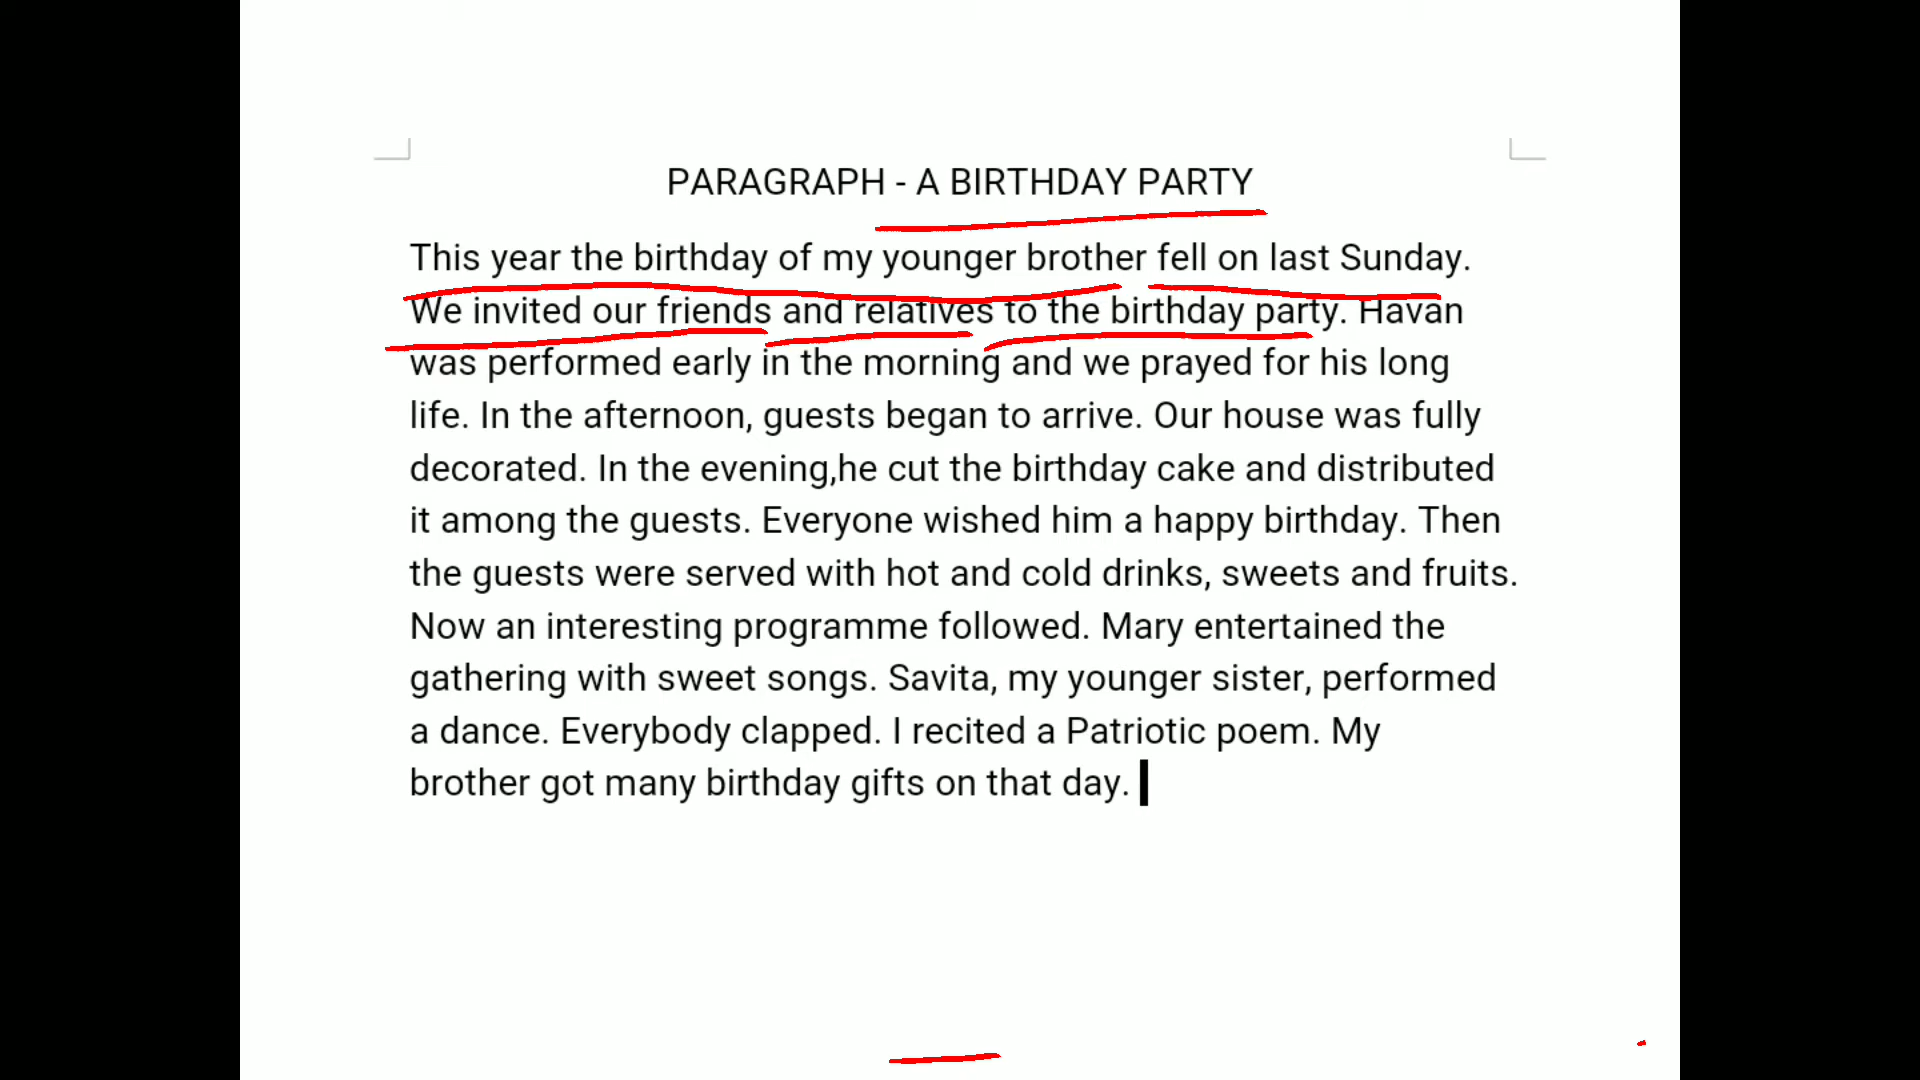 PARAGRAPH - A BIRTHDAY PARTY
This year the birthday of my younger brother fell on last Sunday.
We invited our friends and relatives to the birthday party. Havan
was performed early in the morning and we prayed for his long
life. In the afternoon, guests began to arrive. Our house was fully
decorated. In the evening,he cut the birthday cake and distributed
it among the guests. Everyone wished him a happy birthday. Then
the guests were served with hot and cold drinks, sweets and fruits.
Now an interesting programme followed. Mary entertained the
gathering with sweet songs. Savita, my younger sister, performed
a dance. Everybody clapped. I recited a Patriotic poem. My
brother got many birthday gifts on that day.